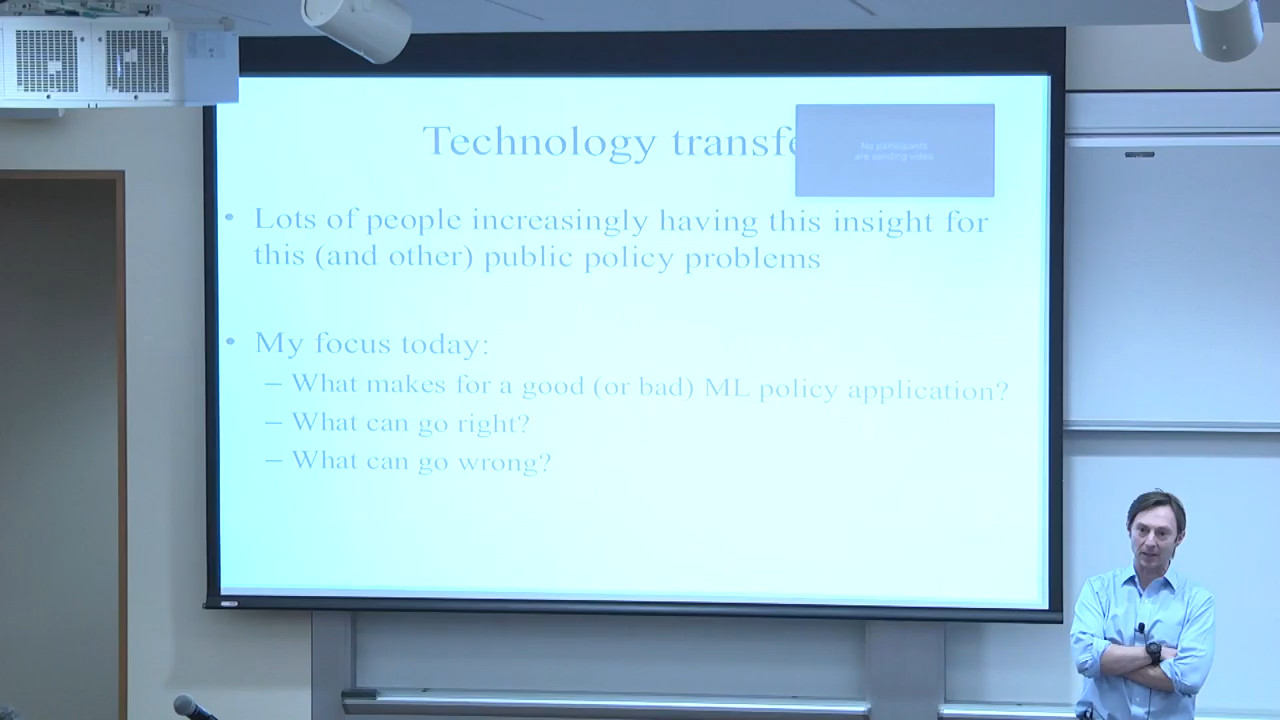 Technology transfe
No participants
are sending video
• Lots of people increasingly having this insight for
this (and other) public policy problems
• My focus today:
– What makes for a good (or bad) ML policy application?
– What can go right?
– What can go wrong?